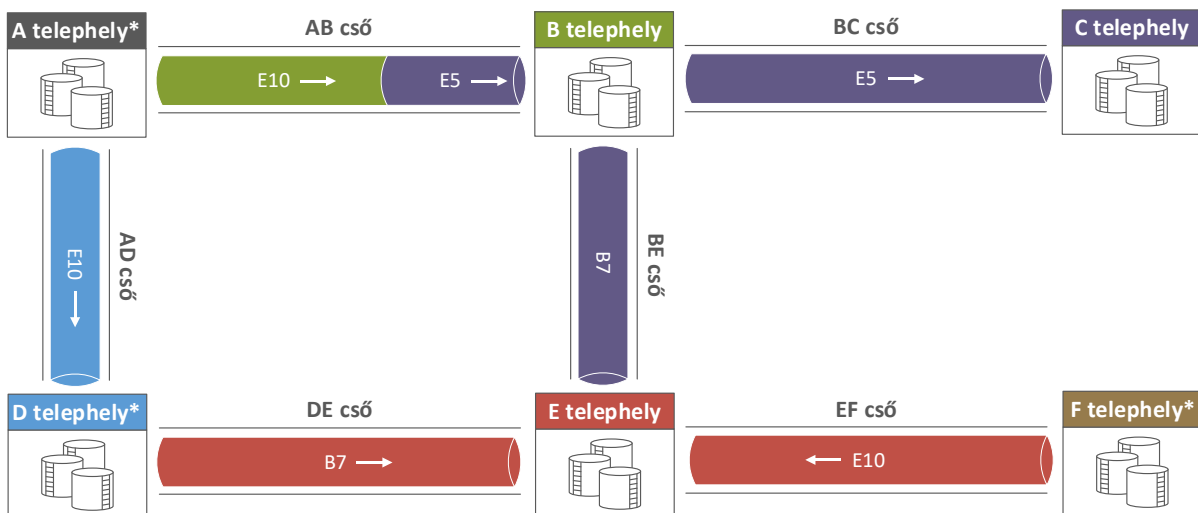 A telephely*
AB cső
B telephely
BC cső
C telephely
E10
E5
E5
E10
AD cső
B7
BE cső
D telephely*
DE cső
E telephely
EF cső
F telephely*
B7
E10